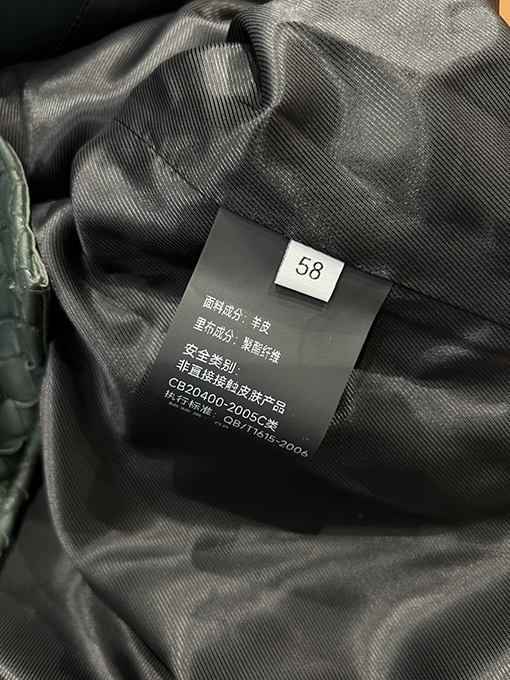 58
面料成分：羊皮
里布成分：聚酯纤维
安全类别：
非直接接触皮肤产品
CB20400-2005C类
执行标准：QB/T1615-2006